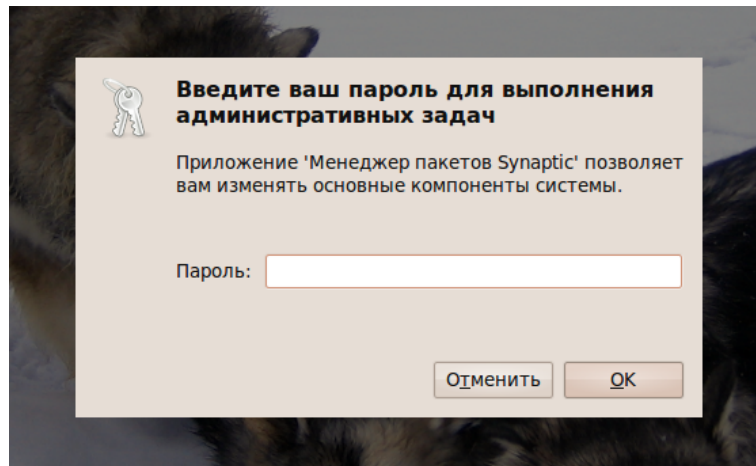 Введите ваш пароль для выполнения
административных задач
Приложение 'Менеджер пакетов Synaptic' позволяет
вам изменять основные компоненты системы.
Пароль:
Отменить OK